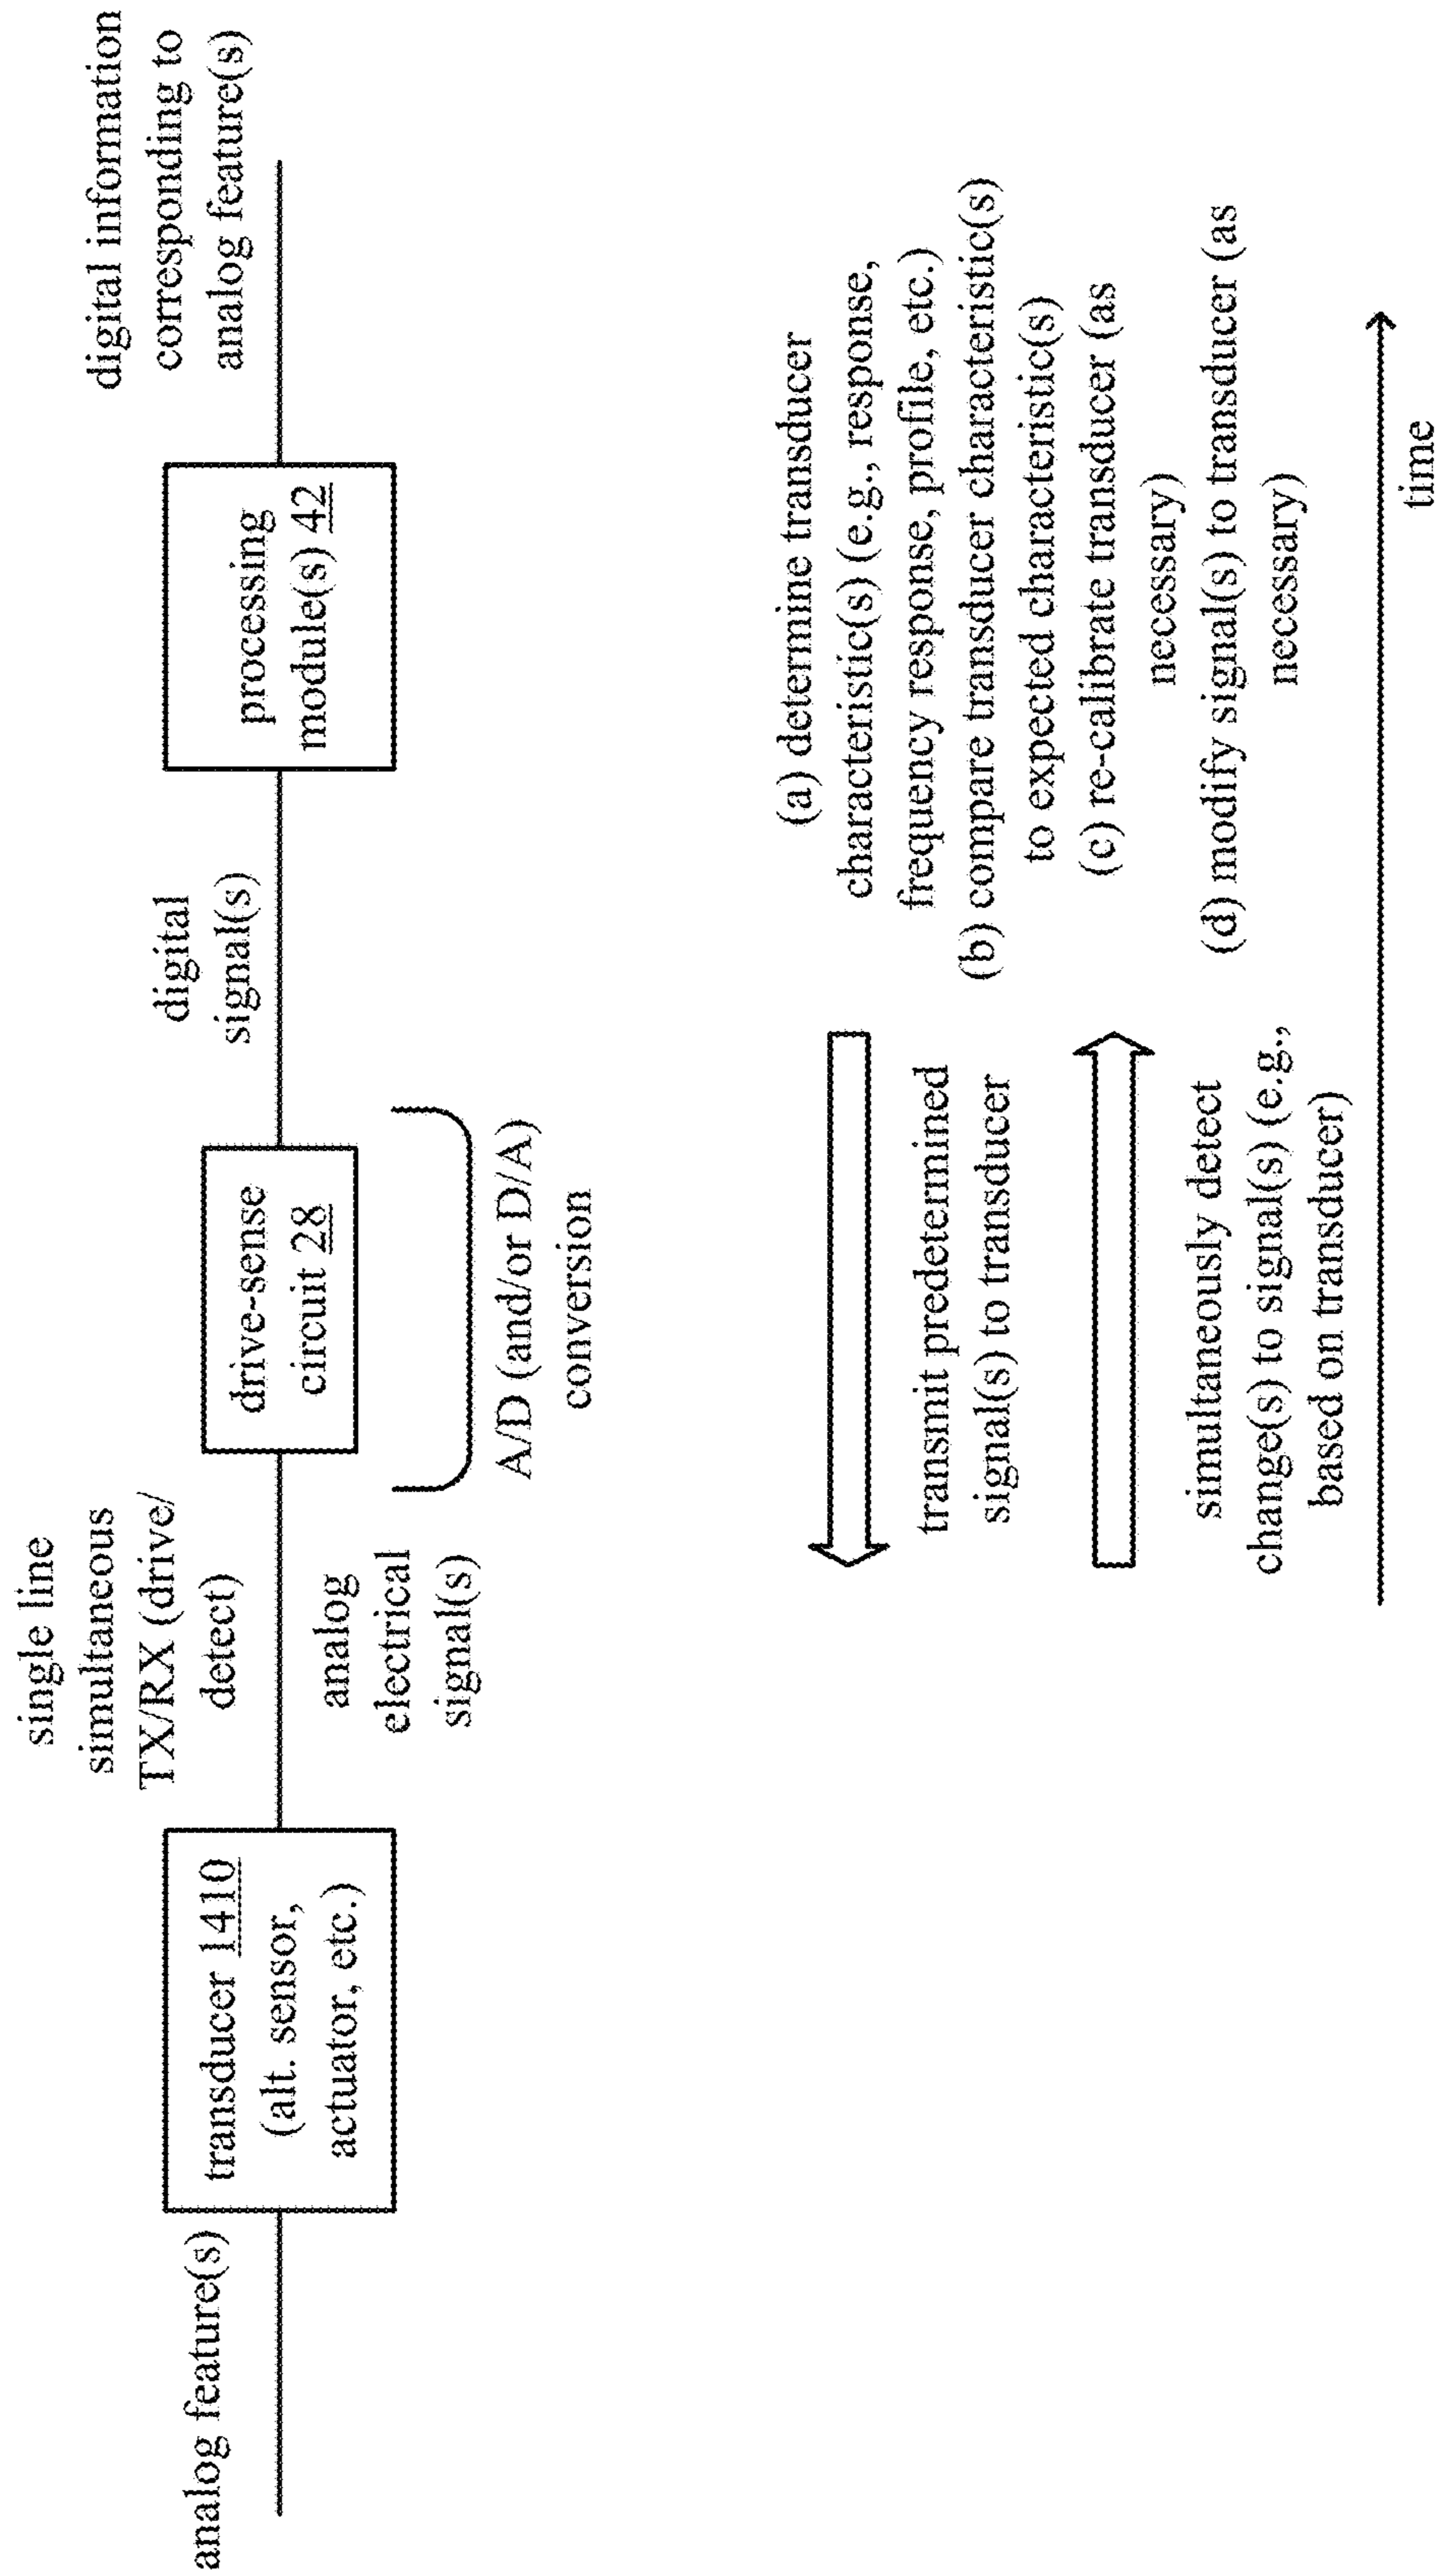 analog feature(s)
transducer 1410
(alt. sensor,
actuator, etc.)
single line
simultaneous
TX/RX (drive/
detect)
analog
electrical
signal(s)
drive-sense
circuit 28
A/D (and/or D/A)
conversion
digital
signal(s)
processing
module(s) 42
digital information
corresponding to
analog feature(s)
transmit predetermined
signal(s) to transducer
simultaneously detect
change(s) to signal(s) (e.g.,
based on transducer)
(a) determine transducer
characteristic(s) (e.g., response,
frequency response, profile, etc.)
(b) compare transducer characteristic(s)
to expected characteristic(s)
(c) re-calibrate transducer (as
necessary)
(d) modify signal(s) to transducer (as
necessary)
time